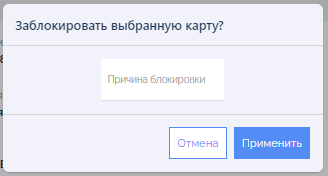 Заблокировать выбранную карту?
Причина блокировки
Отмена
Применить